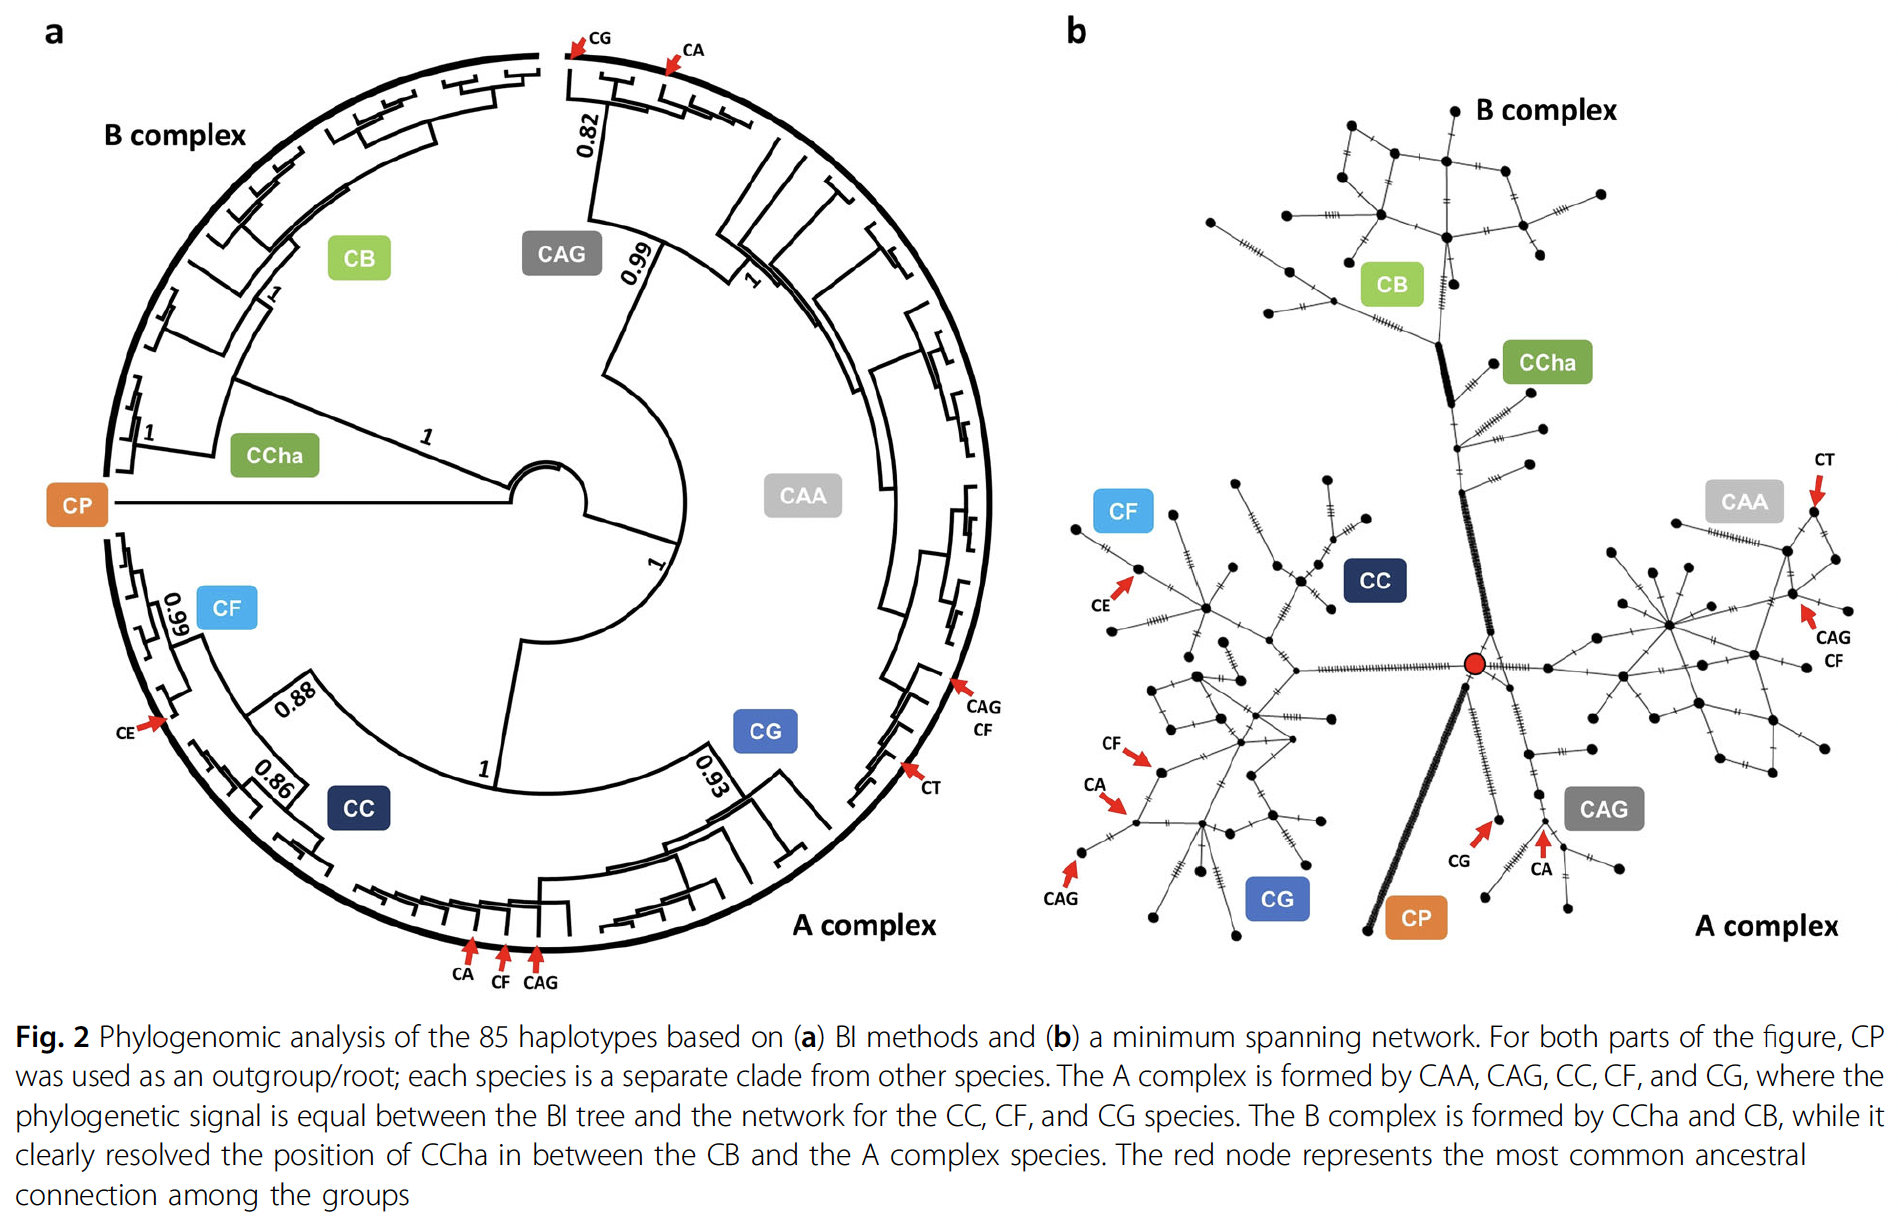 a
b
CG
CA
B complex
B complex
0.82
CB
CAG
0.99
1
1
CB
CCha
1
1
CCha
CP
CAA
1
CF
0.99
CF
CE
CC
CAA
CT
CAG
CF
0.88
CE
0.86
CC
1
CG
0.93
CAG
CF
CT
CF
CA
CAG
CG
CG
CA
CAG
CP
A complex
A complex
CA
CF
CAG
Fig. 2 Phylogenomic analysis of the 85 haplotypes based on (a) BI methods and (b) a minimum spanning network. For both parts of the figure, CP
was used as an outgroup/root; each species is a separate clade from other species. The A complex is formed by CAA, CAG, CC, CF, and CG, where the
phylogenetic signal is equal between the BI tree and the network for the CC, CF, and CG species. The B complex is formed by CCha and CB, while it
clearly resolved the position of CCha in between the CB and the A complex species. The red node represents the most common ancestral
connection among the groups